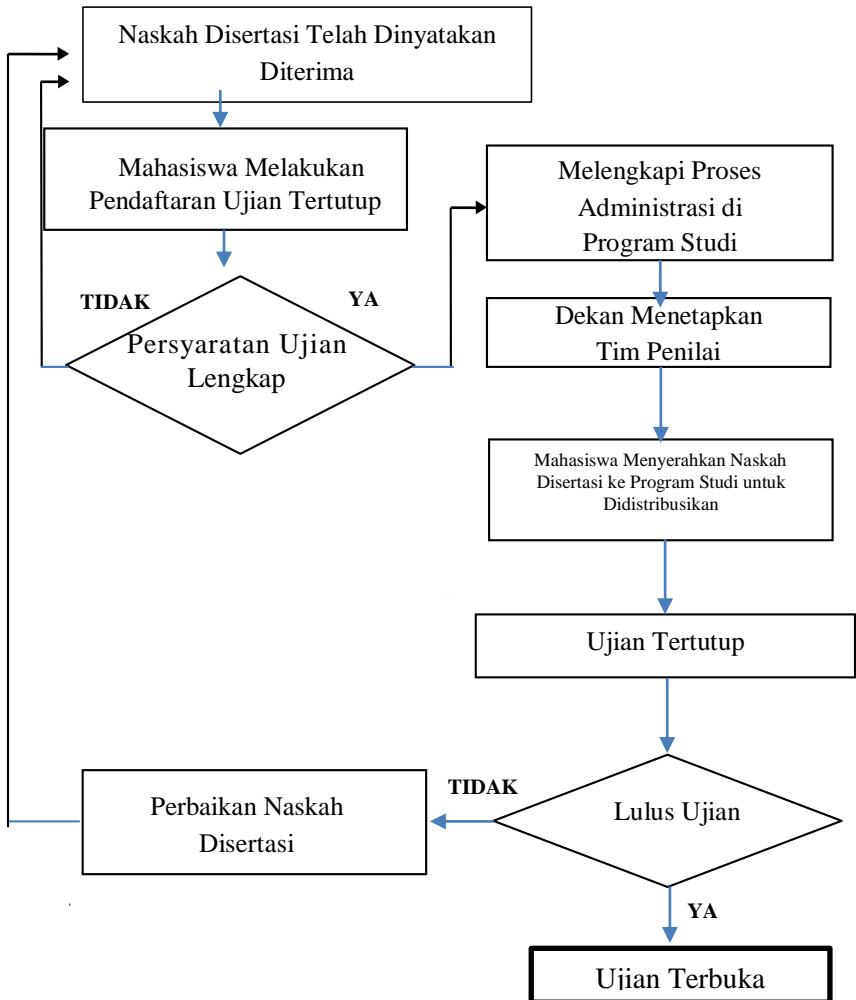 Naskah Disertasi Telah Dinyatakan
Diterima
Mahasiswa Melakukan
Pendaftaran Ujian Tertutup
TIDAK
YA
Persyaratan Ujian
Lengkap
Melengkapi Proses
Administrasi di
Program Studi
Dekan Menetapkan
Tim Penilai
Mahasiswa Menyerahkan Naskah
Disertasi ke Program Studi untuk
Didistribusikan
Ujian Tertutup
Lulus Ujian
TIDAK
Perbaikan Naskah
Disertasi
YA
Ujian Terbuka